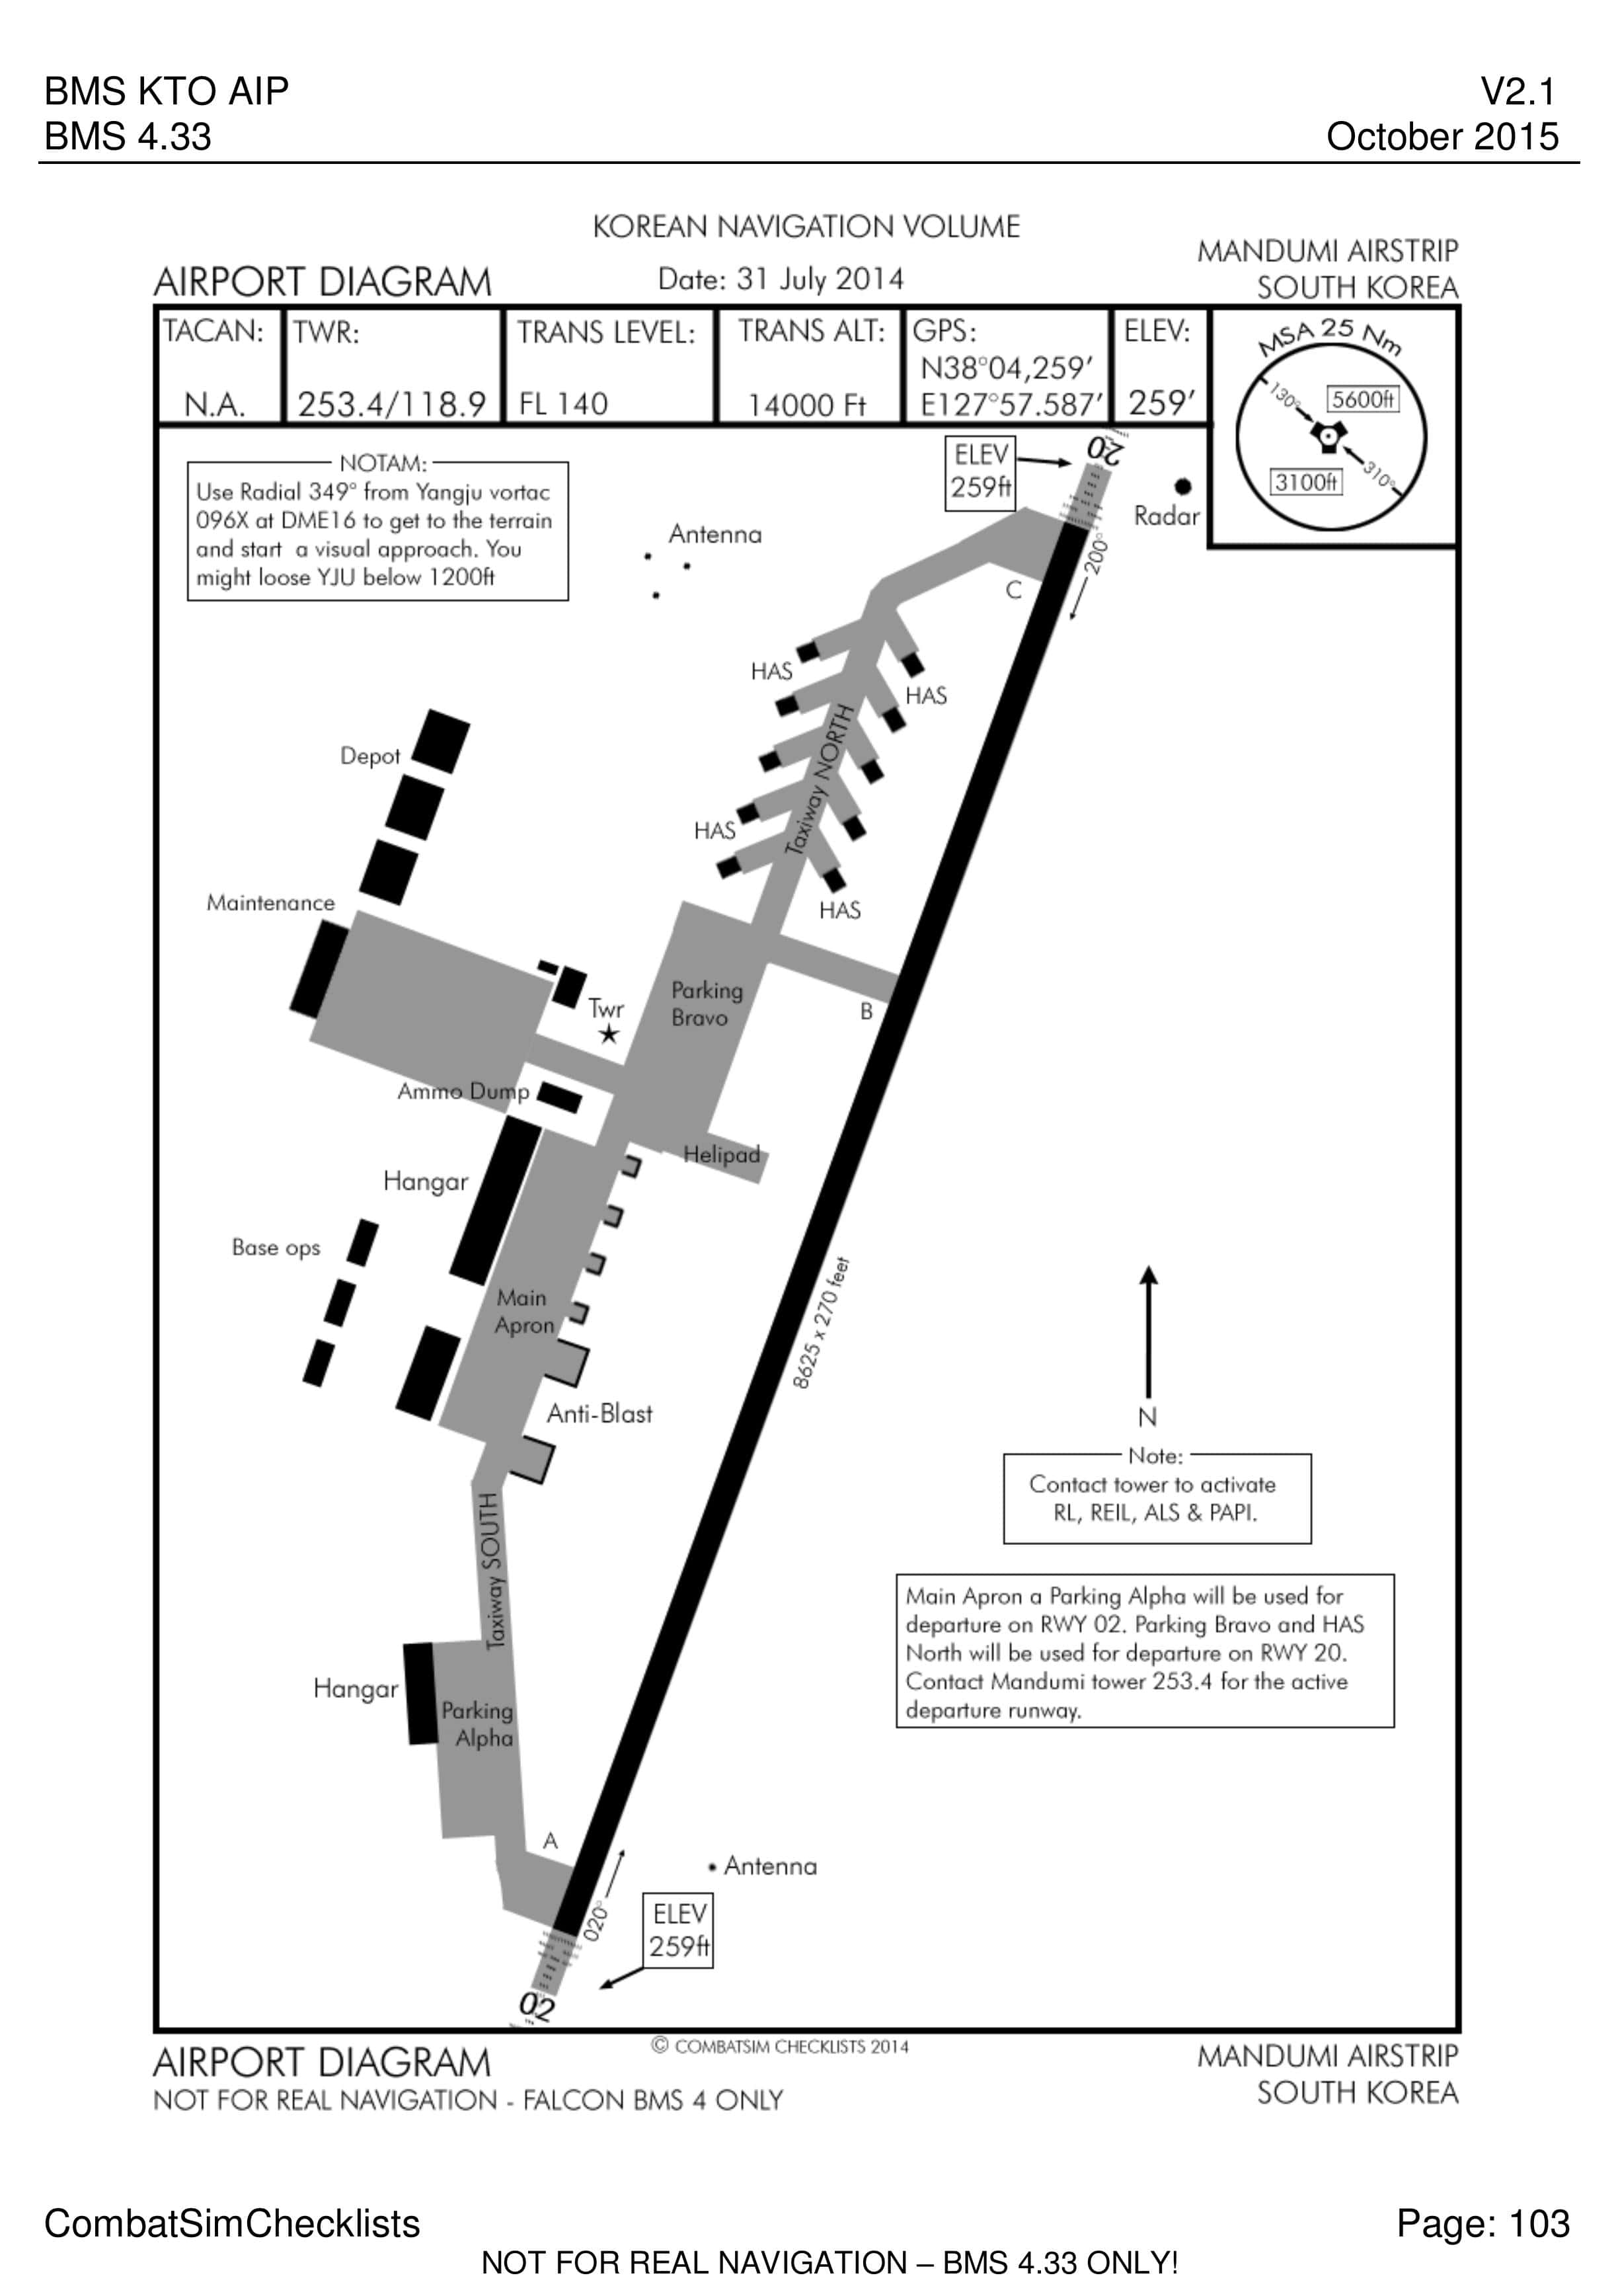 BMS KTO AIP
V2.1
BMS 4.33
October 2015
KOREAN NAVIGATION VOLUME
AIRPORT DIAGRAM
Date: 31 July 2014
MANDUMI AIRSTRIP
SOUTH KOREA
TACAN:
N.A.
TWR:
253.4/118.9
TRANS LEVEL:
FL 140
TRANS ALT:
14000 Ft
GPS:
N38°04,259’
E127°57.587’
ELEV:
259’
MSA 25 Nm
130°
5600ft
3100ft
310°
NOTAM:
Use Radial 349° from Yangju vortac
096X at DME16 to get to the terrain
and start a visual approach. You
might loose YJU below 1200ft
ELEV
259ft
20
Radar
200°
Antenna
C
HAS
HAS
Taxiway NORTH
Depot
HAS
HAS
Maintenance
Parking
Bravo
Twr
B
Ammo Dump
Helipad
Hangar
Base ops
Main
Apron
8625 x 270 feet
Anti-Blast
N
Note:
Contact tower to activate
RL, REIL, ALS & PAPI.
Taxiway SOUTH
Main Apron a Parking Alpha will be used for
departure on RWY 02. Parking Bravo and HAS
North will be used for departure on RWY 20.
Contact Mandumi tower 253.4 for the active
departure runway.
Hangar
Parking
Alpha
A
Antenna
020°
ELEV
259ft
02
© COMBATSIM CHECKLISTS 2014
AIRPORT DIAGRAM
MANDUMI AIRSTRIP
NOT FOR REAL NAVIGATION - FALCON BMS 4 ONLY
SOUTH KOREA
CombatSimChecklists
Page: 103
NOT FOR REAL NAVIGATION – BMS 4.33 ONLY!